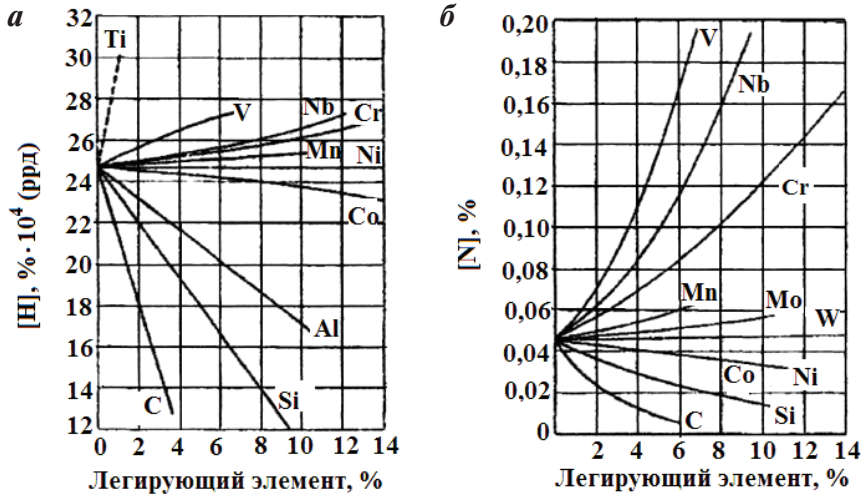 а
[H], %·10⁴ (ррд)
32
30
28
26
24
22
20
18
16
14
12
Ti
V
Nb
Cr
Mn
Ni
Co
Al
Si
C
0 2 4 6 8 10 12 14
Легирующий элемент, %
б
[N], %
0,20
0,18
0,16
0,14
0,12
0,10
0,08
0,06
0,04
0,02
0
V
Nb
Cr
Mn
Mo
W
Co
Ni
Si
C
2 4 6 8 10 12 14
Легирующий элемент, %